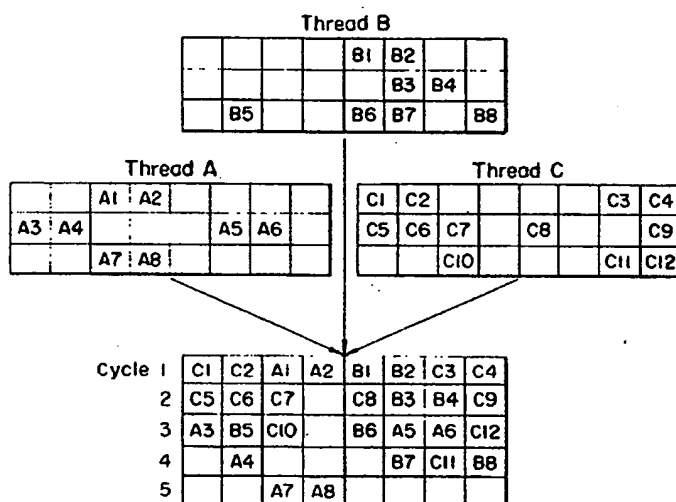 Thread B
B1 B2
B3 B4
B5 B6 B7 B8
Thread A
A1 A2
A3 A4 A5 A6
A7 A8
Thread C
C1 C2 C3 C4
C5 C6 C7 C8 C9
C10 C11 C12
Cycle 1 C1 C2 A1 A2 B1 B2 C3 C4
2 C5 C6 C7 C8 B3 B4 C9
3 A3 B5 C10 B6 A5 A6 C12
4 A4 B7 C11 B8
5 A7 A8